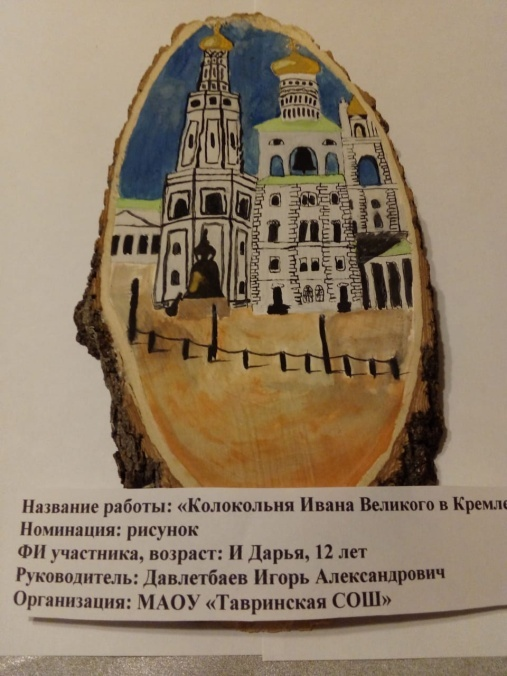 Название работы: «Колокольня Ивана Великого в Кремле
Номинация: рисунок
ФИ участника, возраст: И Дарья, 12 лет
Руководитель: Давлетбаев Игорь Александрович
Организация: МАОУ «Тавринская СОШ»